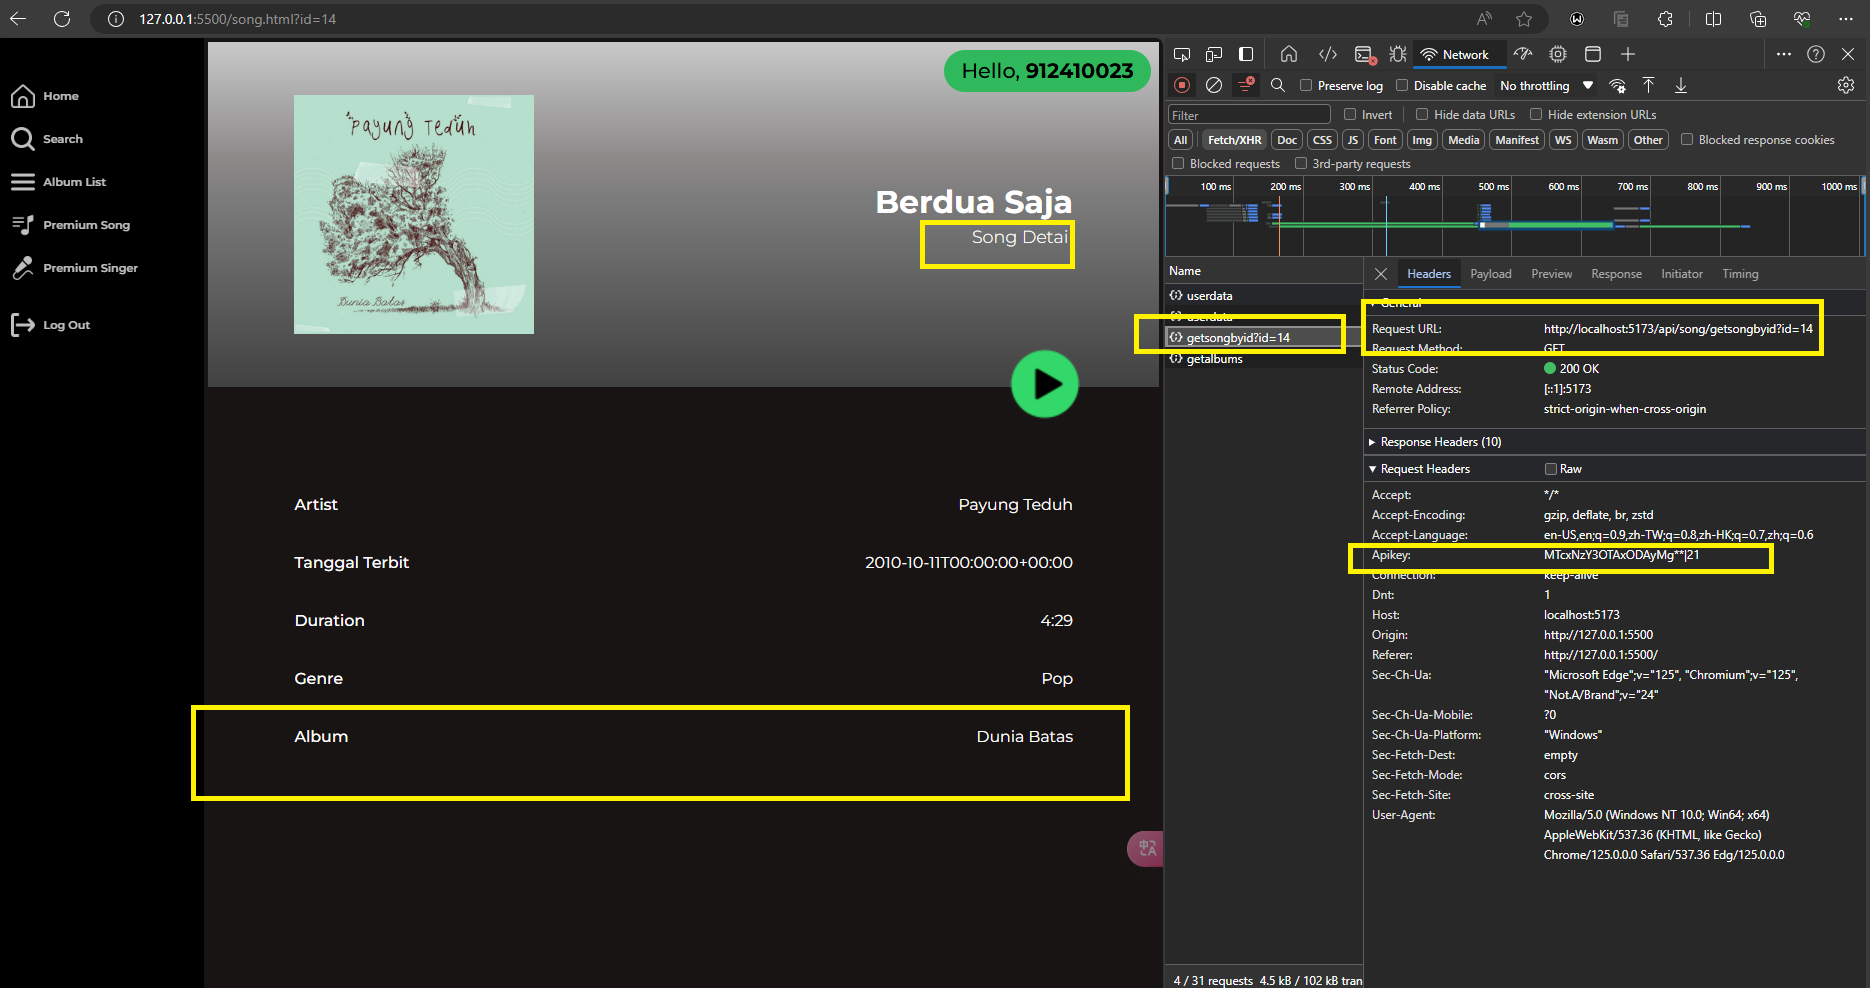 127.0.0.1:5500/song.html?id=14
Home
Search
Album List
Premium Song
Premium Singer
Log Out
Hello, 912410023
Payung Teduh
Dunia Batas
Berdua Saja
Song Detai
Artist Payung Teduh
Tanggal Terbit 2010-10-11T00:00:00+00:00
Duration 4:29
Genre Pop
Album Dunia Batas
Network
Preserve log Disable cache No throttling
Filter Invert Hide data URLs Hide extension URLs
All Fetch/XHR Doc CSS JS Font Img Media Manifest WS Wasm Other Blocked response cookies
Blocked requests 3rd-party requests
100 ms 200 ms 300 ms 400 ms 500 ms 600 ms 700 ms 800 ms 900 ms 1000 ms
Name
userdata
userdata
getsongbyid?id=14
getalbums
4 / 31 requests 4.5 kB / 102 kB tran
Headers Payload Preview Response Initiator Timing
General
Request URL: http://localhost:5173/api/song/getsongbyid?id=14
Request Method: GET
Status Code: 200 OK
Remote Address: [::1]:5173
Referrer Policy: strict-origin-when-cross-origin
Response Headers (10)
Request Headers Raw
Accept: */*
Accept-Encoding: gzip, deflate, br, zstd
Accept-Language: en-US,en;q=0.9,zh-TW;q=0.8,zh-HK;q=0.7,zh;q=0.6
Apikey: MTcxNzY3OTAxODAyMg**|21
Connection: keep-alive
Dnt: 1
Host: localhost:5173
Origin: http://127.0.0.1:5500
Referer: http://127.0.0.1:5500/
Sec-Ch-Ua: "Microsoft Edge";v="125", "Chromium";v="125",
"Not.A/Brand";v="24"
Sec-Ch-Ua-Mobile: ?0
Sec-Ch-Ua-Platform: "Windows"
Sec-Fetch-Dest: empty
Sec-Fetch-Mode: cors
Sec-Fetch-Site: cross-site
User-Agent: Mozilla/5.0 (Windows NT 10.0; Win64; x64)
AppleWebKit/537.36 (KHTML, like Gecko)
Chrome/125.0.0.0 Safari/537.36 Edg/125.0.0.0